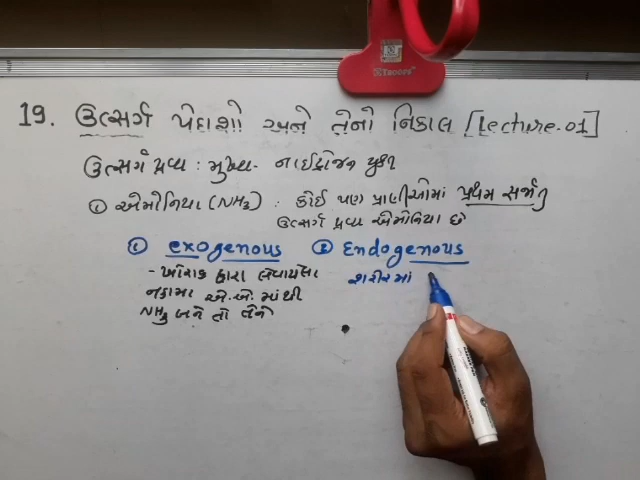 19. ઉત્સર્ગ પેદાશો અને તેનો નિકાલ [Lecture.01]
ઉત્સર્ગ દ્રવ્ય : મુખ્ય - નાઈટ્રોજન યુક્ત
① એમોનિયા (NH₃) : કોઈ પણ પ્રાણીઓમાં પ્રથમ સર્જાતુ
ઉત્સર્ગ દ્રવ્ય એમોનિયા છે
① exogenous ② Endogenous
- ખોરાક દ્વારા લેવાયેલા
નકામા એ.એ. માંથી
NH₃ બને તો તેને
શરીરમાં